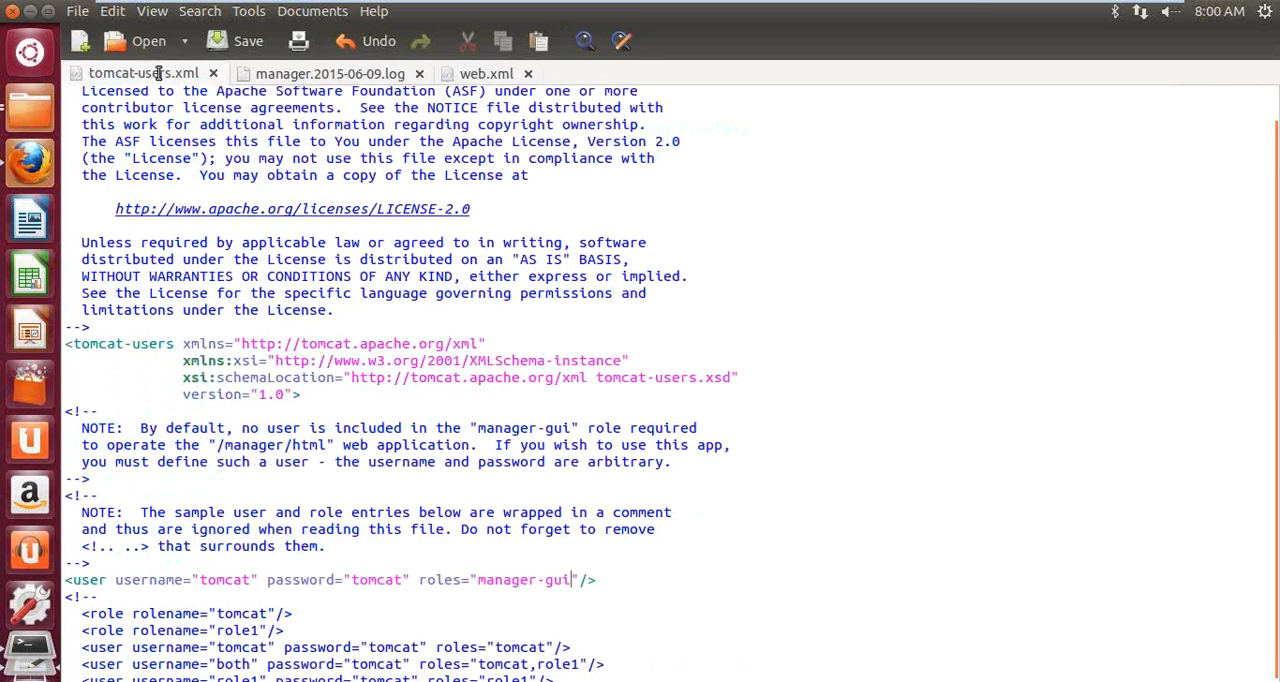 File Edit View Search Tools Documents Help 8:00 AM
Open Save Undo
tomcat-users.xml manager.2015-06-09.log web.xml
Licensed to the Apache Software Foundation (ASF) under one or more
contributor license agreements.  See the NOTICE file distributed with
this work for additional information regarding copyright ownership.
The ASF licenses this file to You under the Apache License, Version 2.0
(the "License"); you may not use this file except in compliance with
the License.  You may obtain a copy of the License at
http://www.apache.org/licenses/LICENSE-2.0
Unless required by applicable law or agreed to in writing, software
distributed under the License is distributed on an "AS IS" BASIS,
WITHOUT WARRANTIES OR CONDITIONS OF ANY KIND, either express or implied.
See the License for the specific language governing permissions and
limitations under the License.
-->
<tomcat-users xmlns="http://tomcat.apache.org/xml"
xmlns:xsi="http://www.w3.org/2001/XMLSchema-instance"
xsi:schemaLocation="http://tomcat.apache.org/xml tomcat-users.xsd"
version="1.0">
<!--
NOTE:  By default, no user is included in the "manager-gui" role required
to operate the "/manager/html" web application.  If you wish to use this app,
you must define such a user - the username and password are arbitrary.
-->
<!--
NOTE:  The sample user and role entries below are wrapped in a comment
and thus are ignored when reading this file. Do not forget to remove
<!.. ..> that surrounds them.
-->
<user username="tomcat" password="tomcat" roles="manager-gui"/>
<!--
<role rolename="tomcat"/>
<role rolename="role1"/>
<user username="tomcat" password="tomcat" roles="tomcat"/>
<user username="both" password="tomcat" roles="tomcat,role1"/>
<user username="role1" password="tomcat" roles="role1"/>